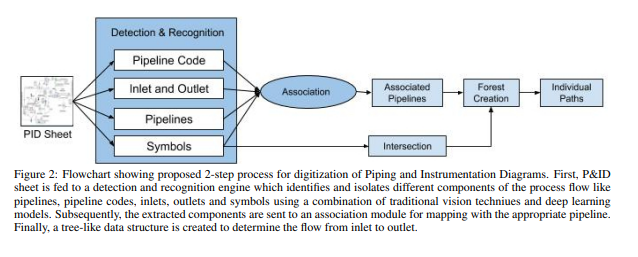 Detection & Recognition
Pipeline Code
Inlet and Outlet
Pipelines
Symbols
PID Sheet
Association
Associated
Pipelines
Forest
Creation
Individual
Paths
Intersection
Figure 2: Flowchart showing proposed 2-step process for digitization of Piping and Instrumentation Diagrams. First, P&ID
sheet is fed to a detection and recognition engine which identifies and isolates different components of the process flow like
pipelines, pipeline codes, inlets, outlets and symbols using a combination of traditional vision techniues and deep learning
models. Subsequently, the extracted components are sent to an association module for mapping with the appropriate pipeline.
Finally, a tree-like data structure is created to determine the flow from inlet to outlet.